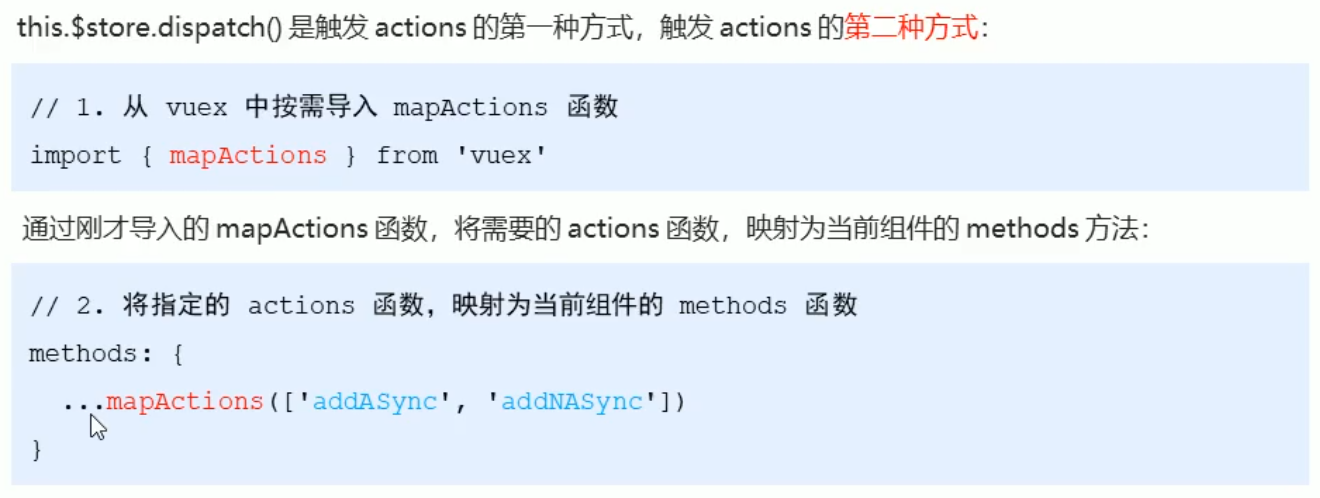 this.$store.dispatch() 是触发 actions 的第一种方式，触发 actions 的第二种方式：
// 1. 从 vuex 中按需导入 mapActions 函数
import { mapActions } from 'vuex'
通过刚才导入的 mapActions 函数，将需要的 actions 函数，映射为当前组件的 methods 方法：
// 2. 将指定的 actions 函数，映射为当前组件的 methods 函数
methods: {
  ...mapActions(['addASync', 'addNASync'])
}